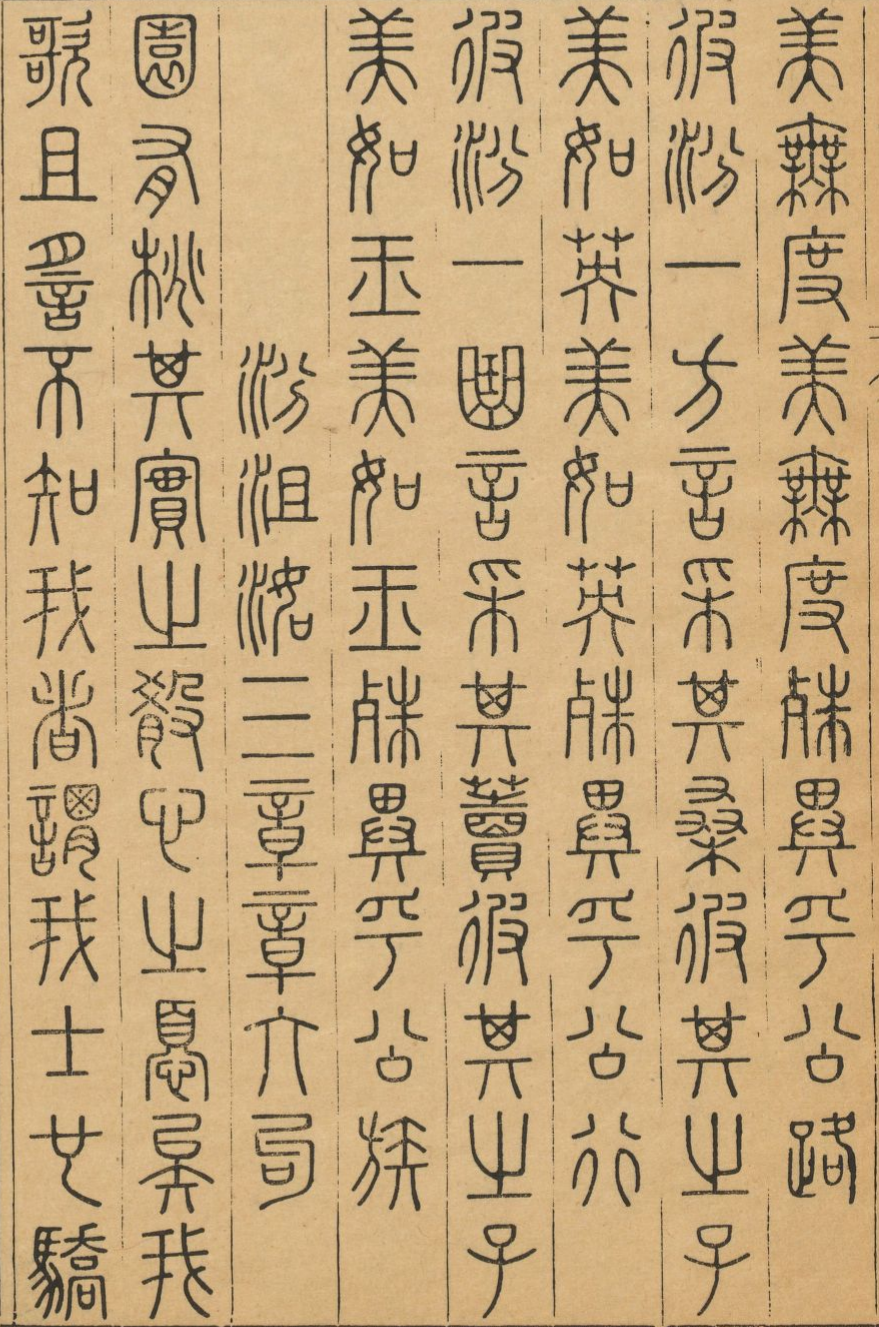 美無度美無度殊異乎公路
彼汾一方言采其桑彼其之子
美如英美如英殊異乎公行
彼汾一曲言采其藚彼其之子
美如玉美如玉殊異乎公族
汾沮洳三章章六句
園有桃其實之殽心之憂矣我
歌且謠不知我者謂我士也驕